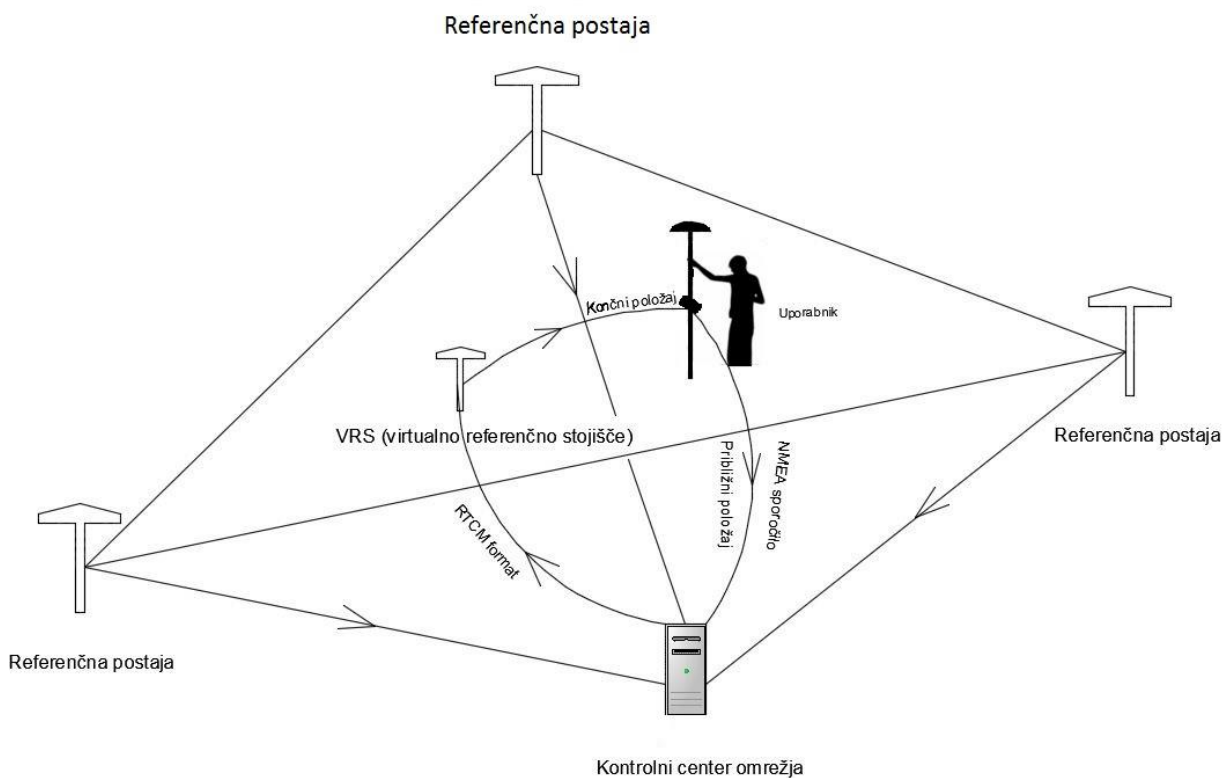 Referenčna postaja
Končni položaj
Uporabnik
VRS (virtualno referenčno stojišče)
Referenčna postaja
NMEA sporočilo
Približni položaj
RTCM format
Referenčna postaja
Kontrolni center omrežja